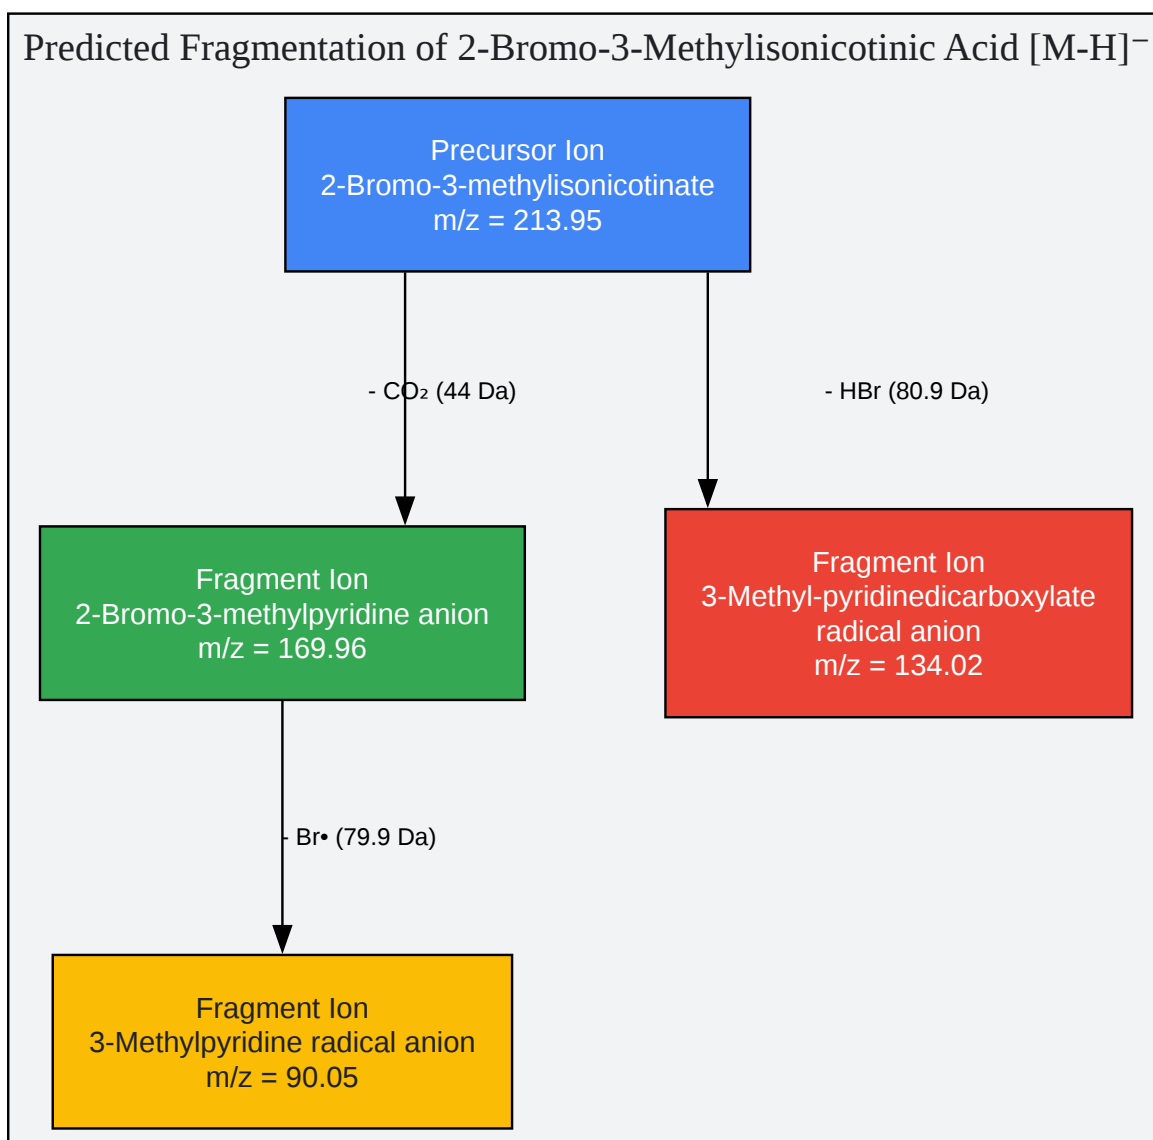 Predicted Fragmentation of 2-Bromo-3-Methylisonicotinic Acid [M-H]⁻
Precursor Ion
2-Bromo-3-methylisonicotinate
m/z = 213.95
- CO₂ (44 Da)
- HBr (80.9 Da)
Fragment Ion
2-Bromo-3-methylpyridine anion
m/z = 169.96
Fragment Ion
3-Methyl-pyridinedicarboxylate
radical anion
m/z = 134.02
- Br• (79.9 Da)
Fragment Ion
3-Methylpyridine radical anion
m/z = 90.05